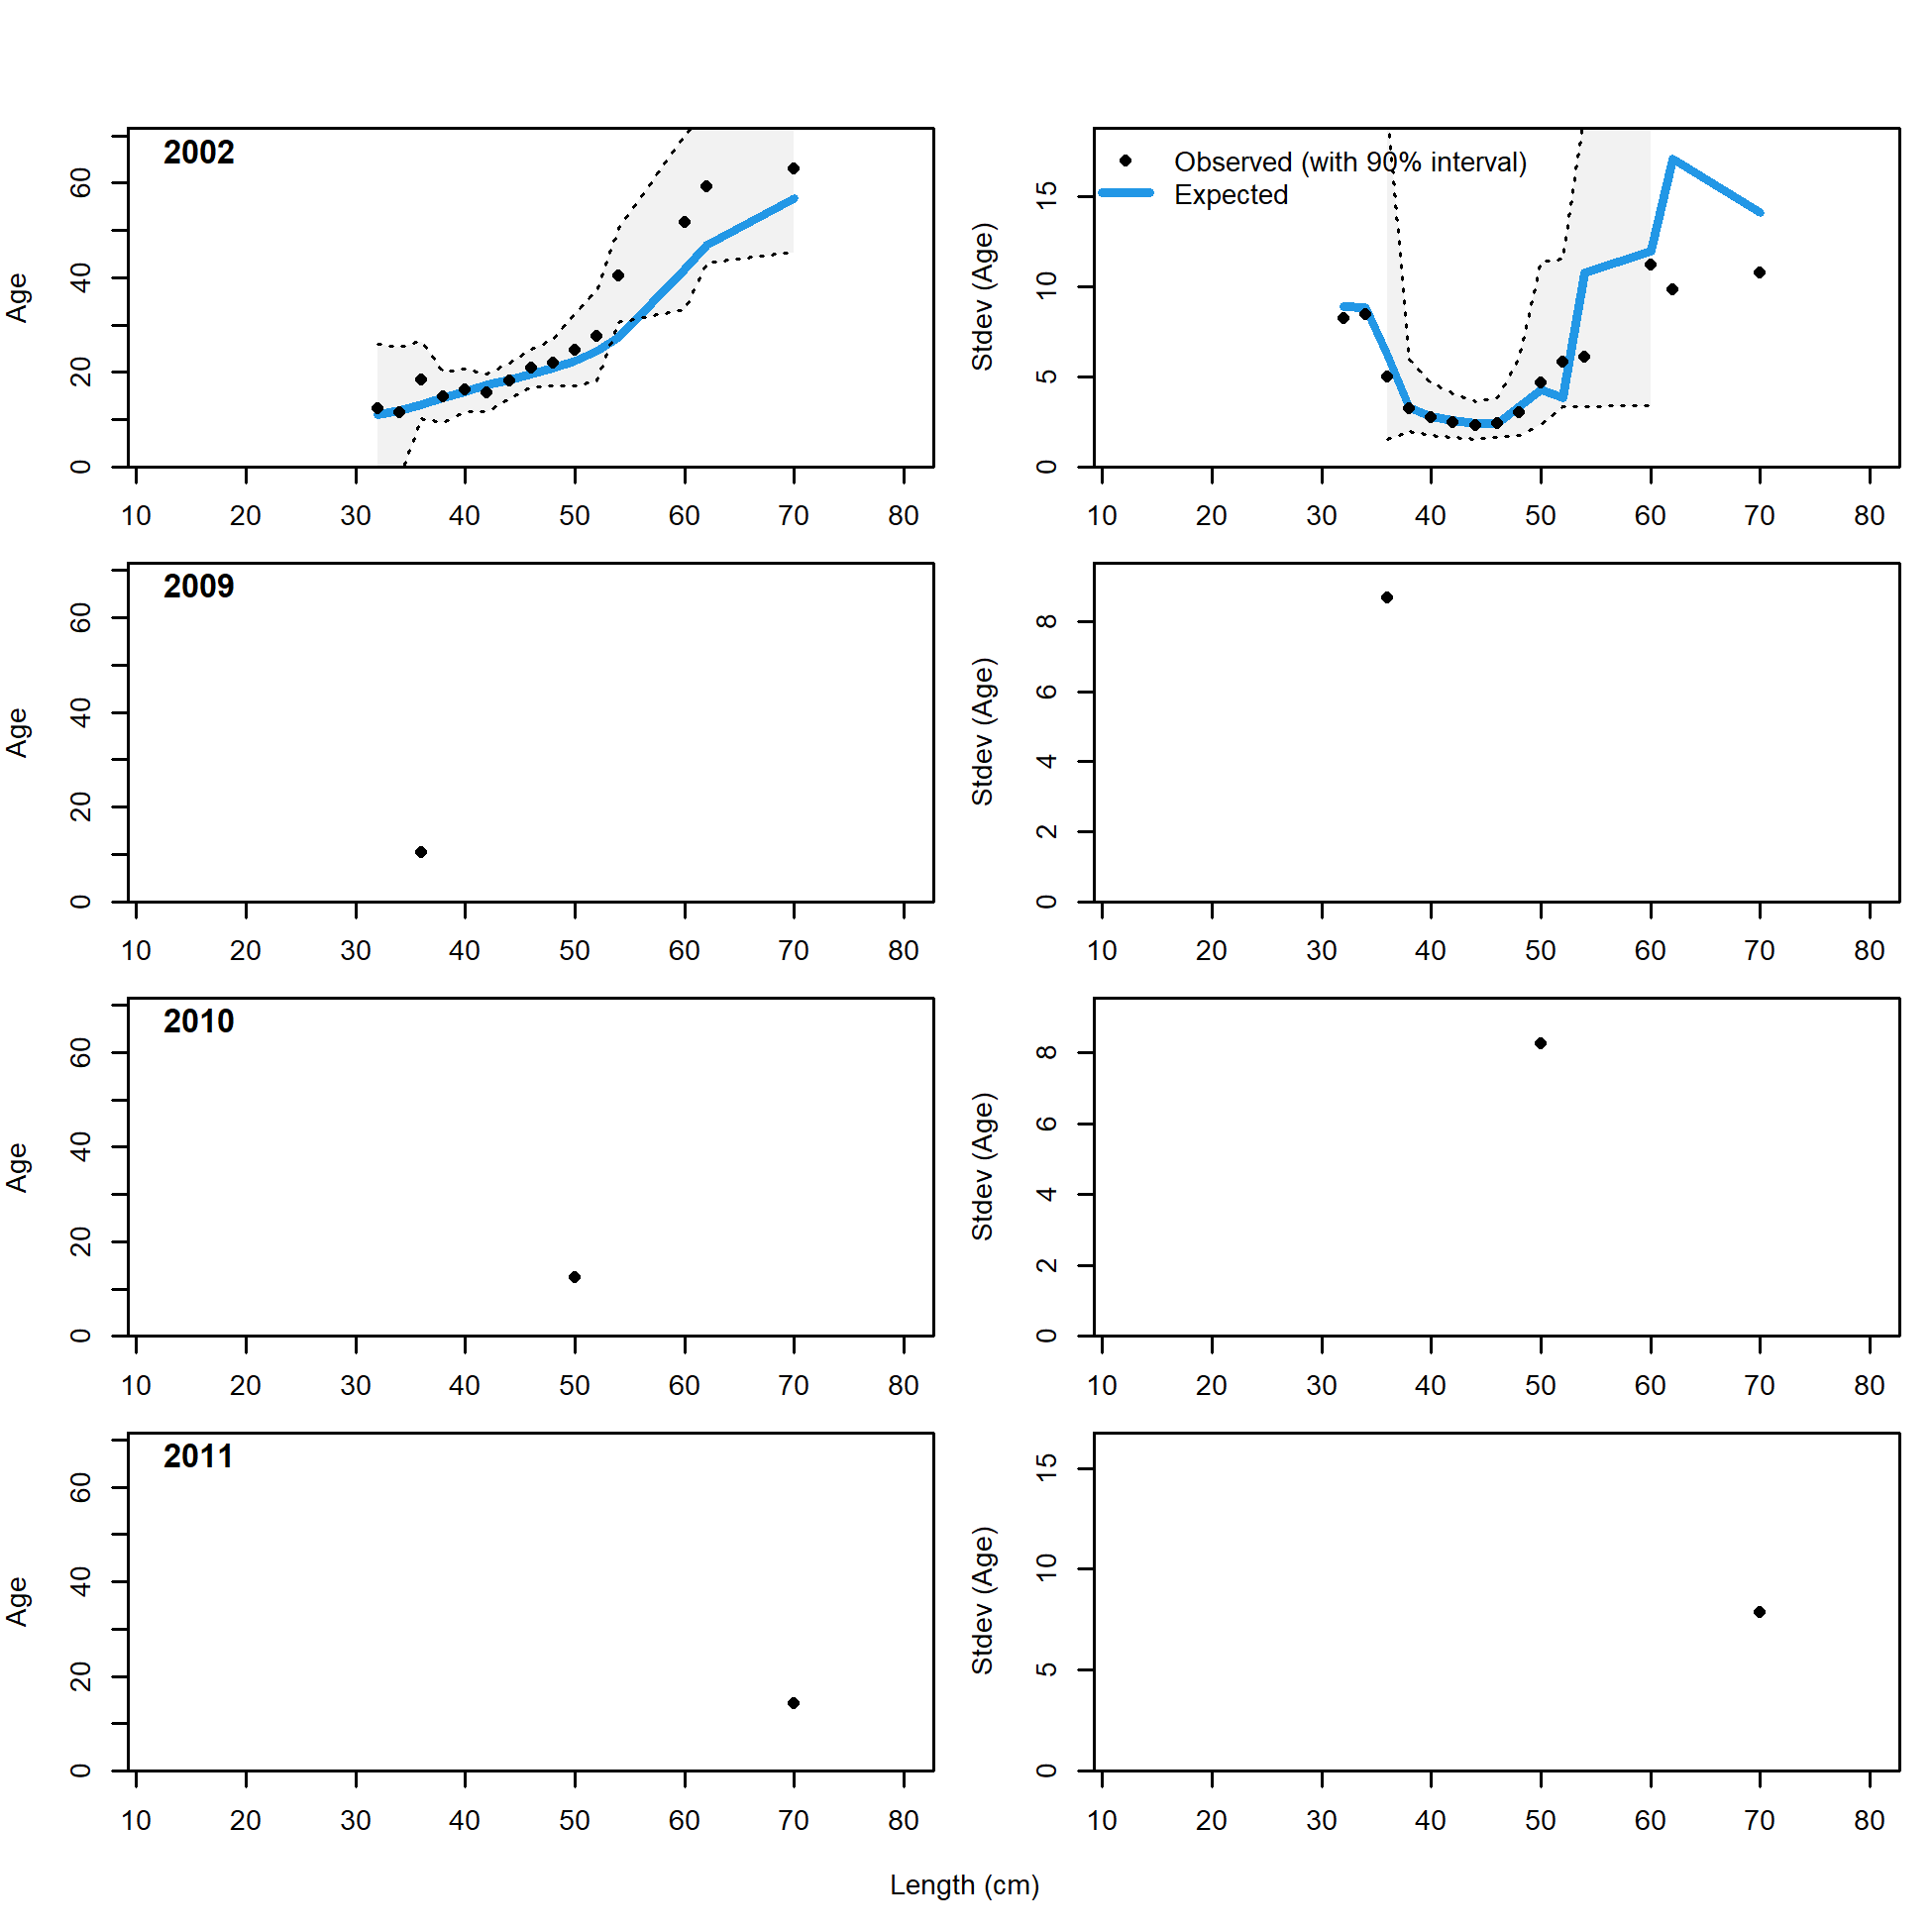 2002
Observed (with 90% interval)
Expected
Age
0 20 40 60
10 20 30 40 50 60 70 80
Stdev (Age)
0 5 10 15
10 20 30 40 50 60 70 80
2009
Age
0 20 40 60
10 20 30 40 50 60 70 80
Stdev (Age)
0 2 4 6 8
10 20 30 40 50 60 70 80
2010
Age
0 20 40 60
10 20 30 40 50 60 70 80
Stdev (Age)
0 2 4 6 8
10 20 30 40 50 60 70 80
2011
Age
0 20 40 60
10 20 30 40 50 60 70 80
Stdev (Age)
0 5 10 15
10 20 30 40 50 60 70 80
Length (cm)